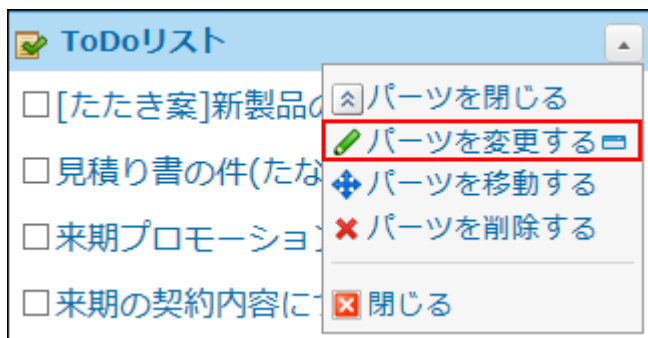 ToDoリスト
[たたき案]新製品の
見積り書の件(たな
来期プロモーション
来期の契約内容に
パーツを閉じる
パーツを変更する
パーツを移動する
パーツを削除する
閉じる